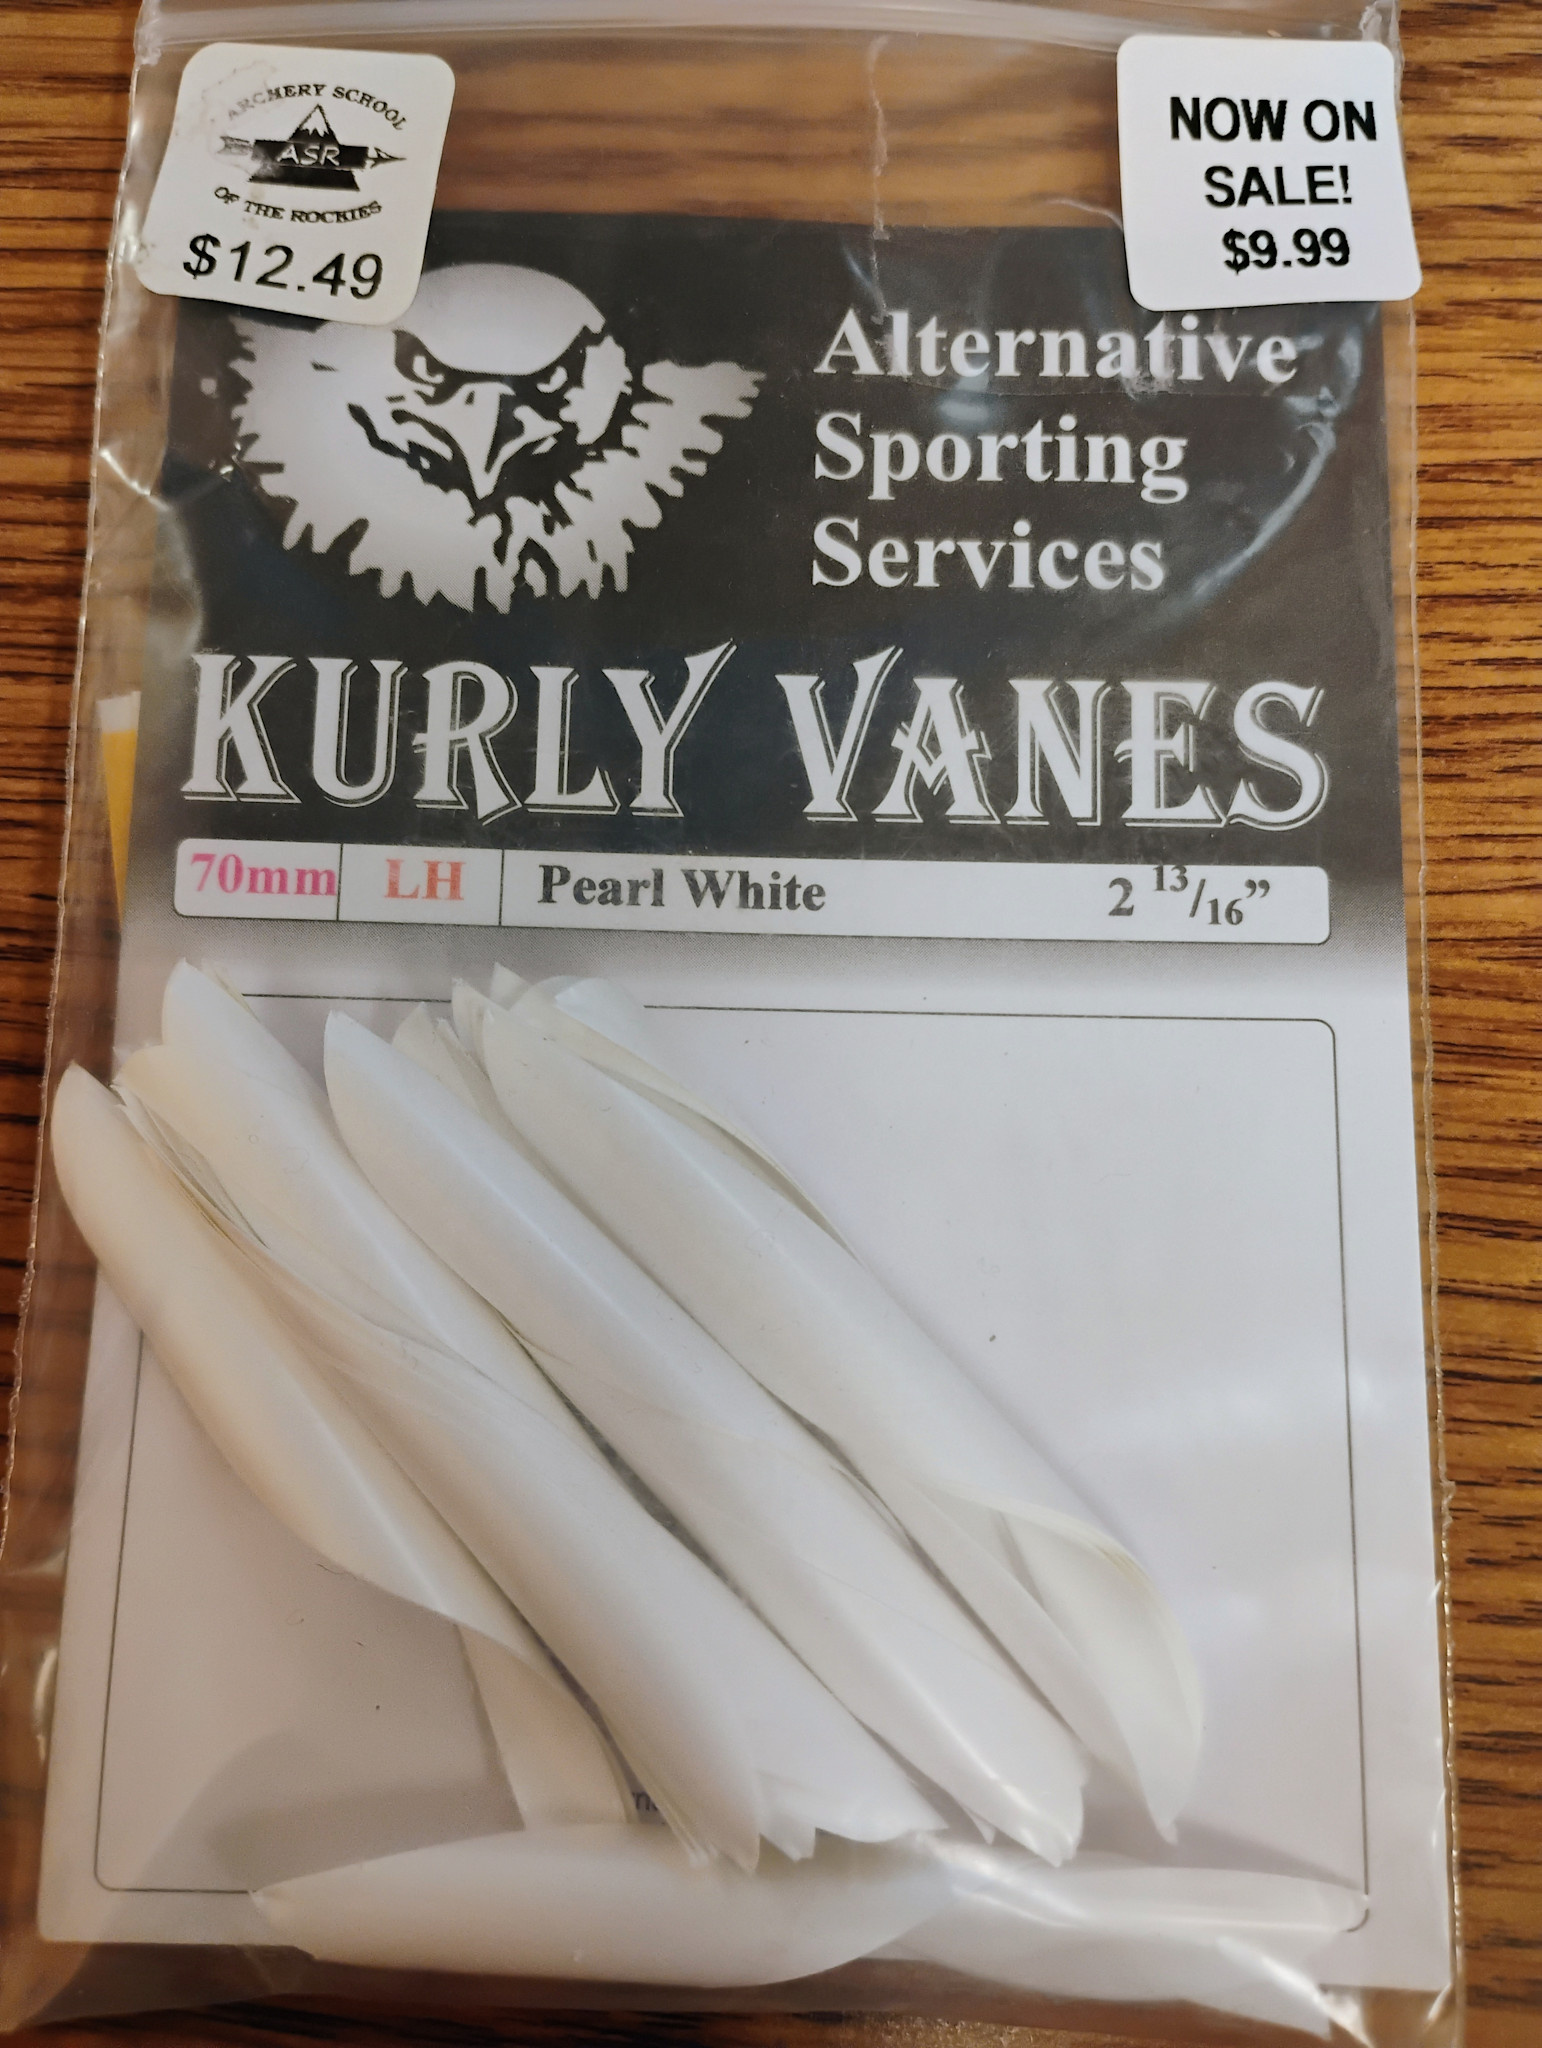 ARCHERY SCHOOL
ASR
OF THE ROCKIES
$12.49
NOW ON
SALE!
$9.99
Alternative
Sporting
Services
KURLY VANES
70mm LH Pearl White 2 13/16”